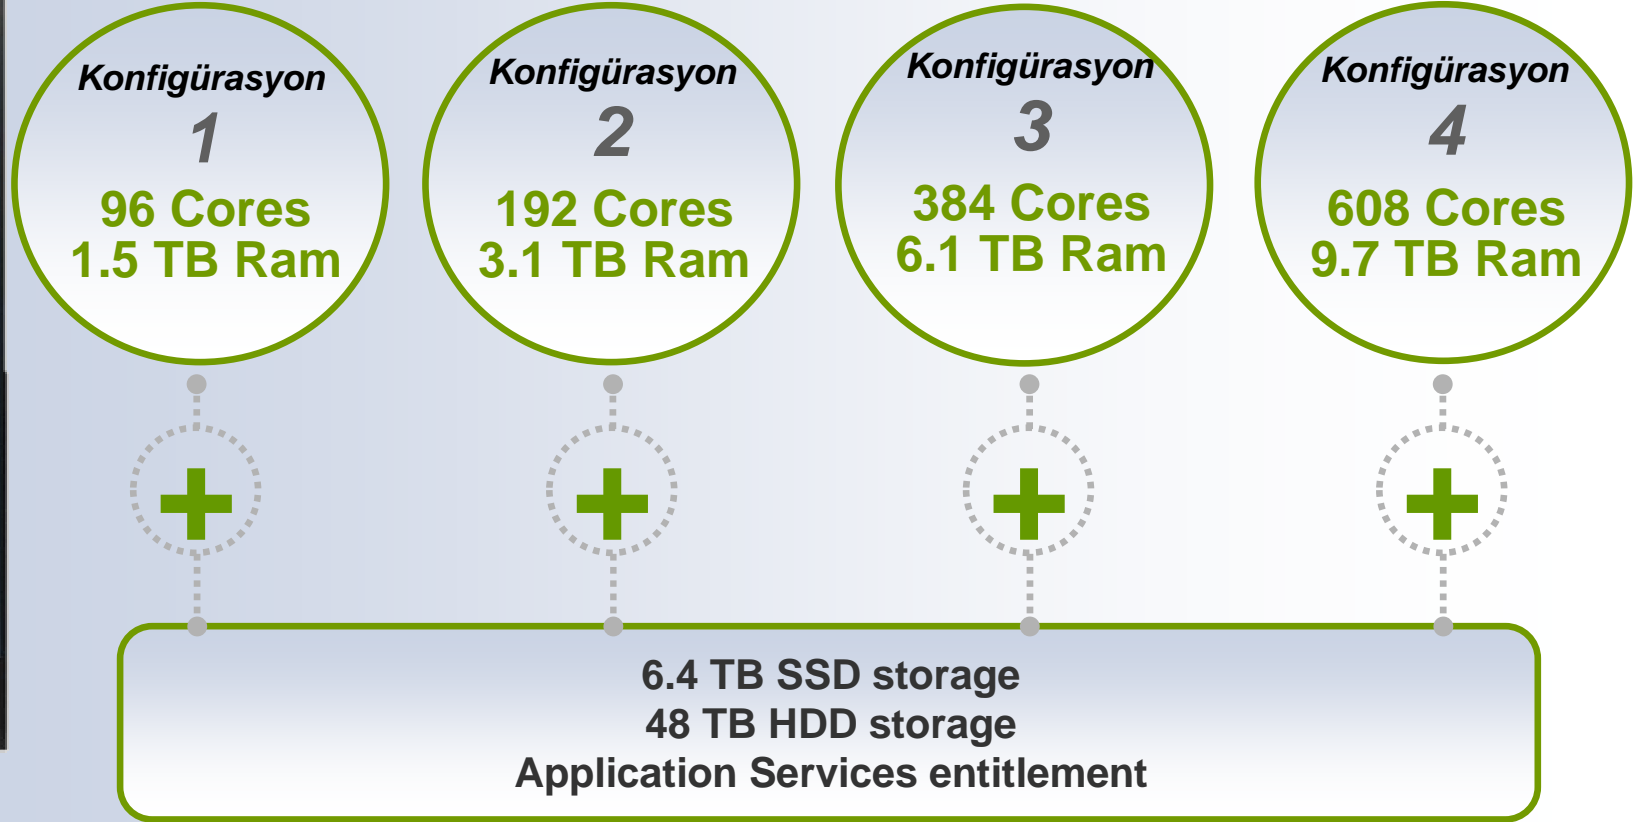 Konfigürasyon
1
96 Cores
1.5 TB Ram
Konfigürasyon
2
192 Cores
3.1 TB Ram
Konfigürasyon
3
384 Cores
6.1 TB Ram
Konfigürasyon
4
608 Cores
9.7 TB Ram
6.4 TB SSD storage
48 TB HDD storage
Application Services entitlement